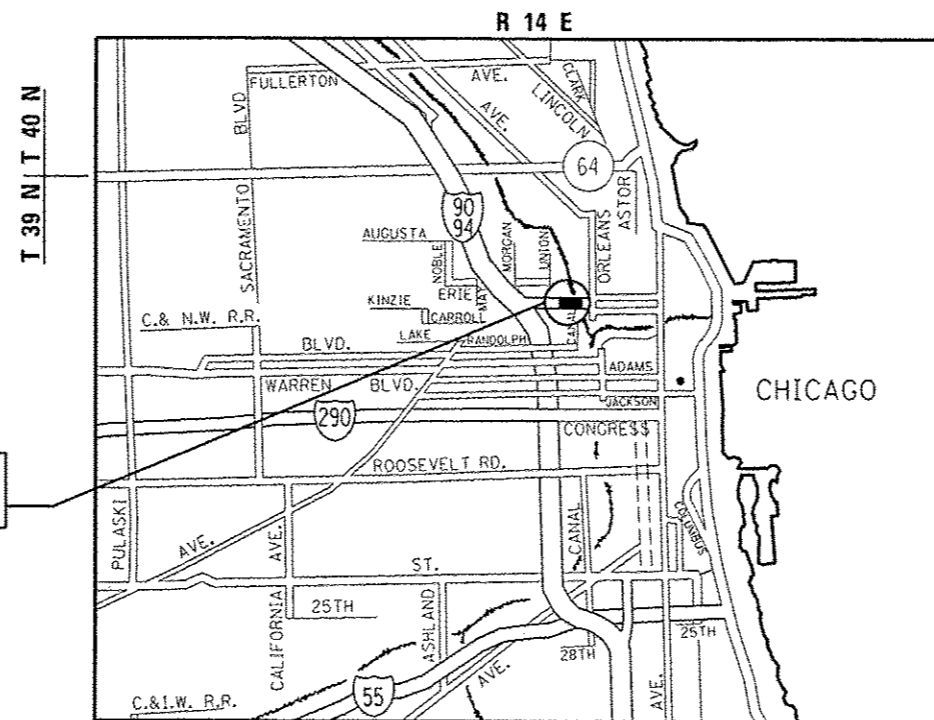 R 14 E
T 39 N T 40 N
FULLERTON
AVE.
CLARK
LINCOLN
AVE.
BLVD
64
SACRAMENTO
90
94
ORLEANS
ASTOR
AUGUSTA
NOBLE
MORGAN
UNION
ERIE
MAY
KINZIE
CARROLL
CANAL
C.& N.W. R.R.
LAKE
RANDOLPH
BLVD.
ADAMS
WARREN
BLVD.
JACKSON
CHICAGO
290
CONGRESS
ROOSEVELT RD.
PULASKI
AVE.
AVE.
CANAL
ST.
CALIFORNIA
25TH
ASHLAND
28TH
25TH
AVE.
AVE.
55
C.&I.W. R.R.